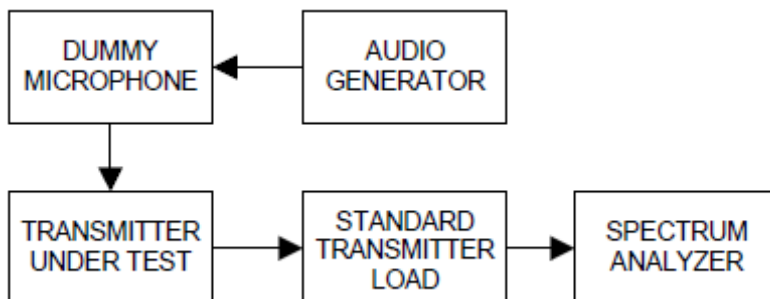 DUMMY
MICROPHONE
AUDIO
GENERATOR
TRANSMITTER
UNDER TEST
STANDARD
TRANSMITTER
LOAD
SPECTRUM
ANALYZER